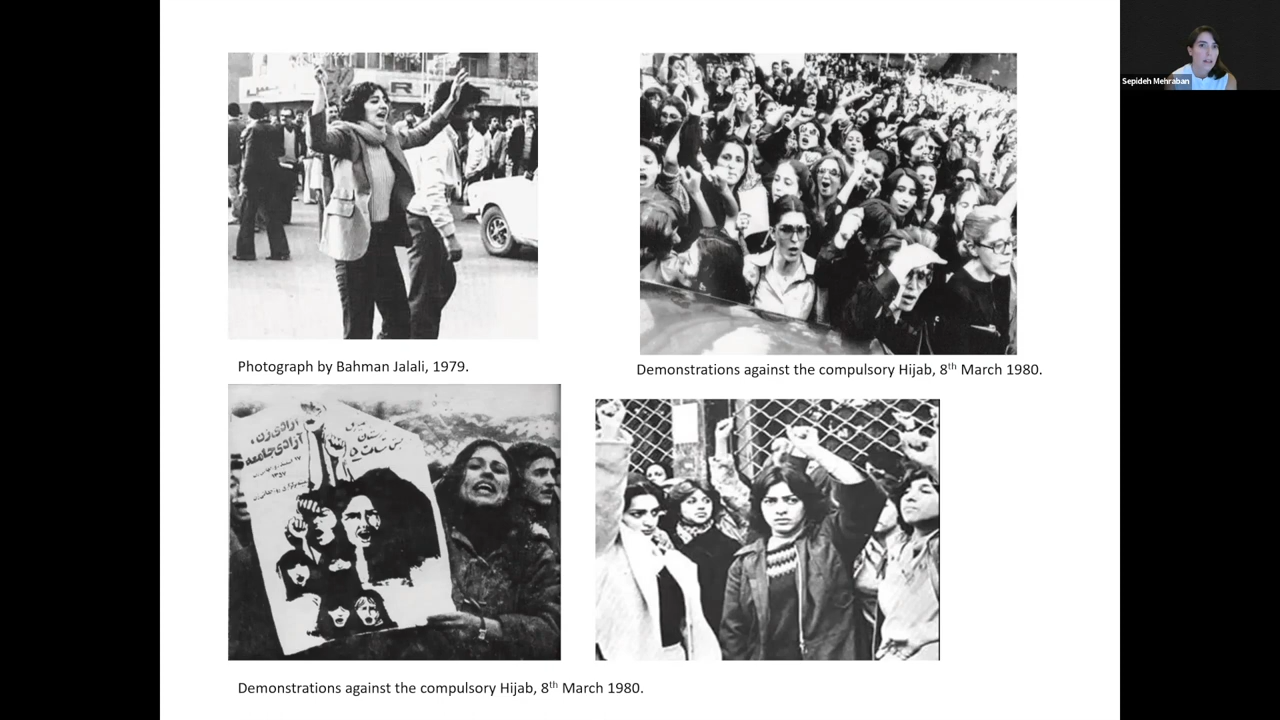 Sepideh Mehraban
Photograph by Bahman Jalali, 1979.
Demonstrations against the compulsory Hijab, 8th March 1980.
آزادی زن،
آزادی جامعه
۱۳۵۷
Demonstrations against the compulsory Hijab, 8th March 1980.